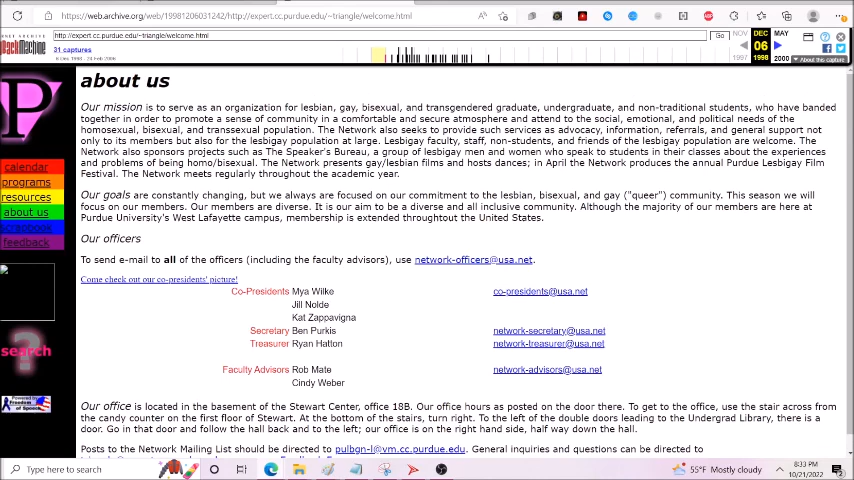 https://web.archive.org/web/19981206031242/http://expert.cc.purdue.edu/~triangle/welcome.html
http://expert.cc.purdue.edu/~triangle/welcome.html
Go
NOV DEC MAY
31 captures
6 Dec 1998 - 23 Feb 2006
06
1997 1998 2000
About this capture
P
about us
Our mission is to serve as an organization for lesbian, gay, bisexual, and transgendered graduate, undergraduate, and non-traditional students, who have banded
together in order to promote a sense of community in a comfortable and secure atmosphere and attend to the social, emotional, and political needs of the
homosexual, bisexual, and transsexual population. The Network also seeks to provide such services as advocacy, information, referrals, and general support not
only to its members but also for the lesbigay population at large. Lesbigay faculty, staff, non-students, and friends of the lesbigay population are welcome. The
Network also sponsors projects such as The Speaker's Bureau, a group of lesbigay men and women who speak to students in their classes about the experiences
and problems of being homo/bisexual. The Network presents gay/lesbian films and hosts dances; in April the Network produces the annual Purdue Lesbigay Film
Festival. The Network meets regularly throughout the academic year.
calendar
programs
resources
about us
scrapbook
feedback
search
Powered by Freedom of Speech
Our goals are constantly changing, but we always are focused on our commitment to the lesbian, bisexual, and gay ("queer") community. This season we will
focus on our members. Our members are diverse. It is our aim to be a diverse and all inclusive community. Although the majority of our members are here at
Purdue University's West Lafayette campus, membership is extended throughtout the United States.
Our officers
To send e-mail to all of the officers (including the faculty advisors), use network-officers@usa.net.
Come check out our co-presidents' picture!
Co-Presidents Mya Wilke co-presidents@usa.net
Jill Nolde
Kat Zappavigna
Secretary Ben Purkis network-secretary@usa.net
Treasurer Ryan Hatton network-treasurer@usa.net
Faculty Advisors Rob Mate network-advisors@usa.net
Cindy Weber
Our office is located in the basement of the Stewart Center, office 18B. Our office hours as posted on the door there. To get to the office, use the stair across from
the candy counter on the first floor of Stewart. At the bottom of the stairs, turn right. To the left of the double doors leading to the Undergrad Library, there is a
door. Go in that door and follow the hall back and to the left; our office is on the right hand side, half way down the hall.
Posts to the Network Mailing List should be directed to pulbgn-l@vm.cc.purdue.edu. General inquiries and questions can be directed to
Type here to search
55°F Mostly cloudy
8:33 PM
10/21/2022
2